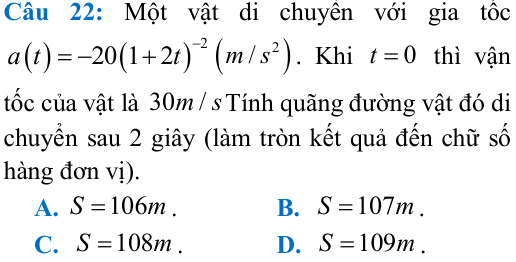 Câu 22: Một vật di chuyển với gia tốc
a(t) = −20(1+2t)⁻² (m/s²). Khi t = 0 thì vận
tốc của vật là 30m/s Tính quãng đường vật đó di
chuyển sau 2 giây (làm tròn kết quả đến chữ số
hàng đơn vị).
A. S = 106m. B. S = 107m.
C. S = 108m. D. S = 109m.